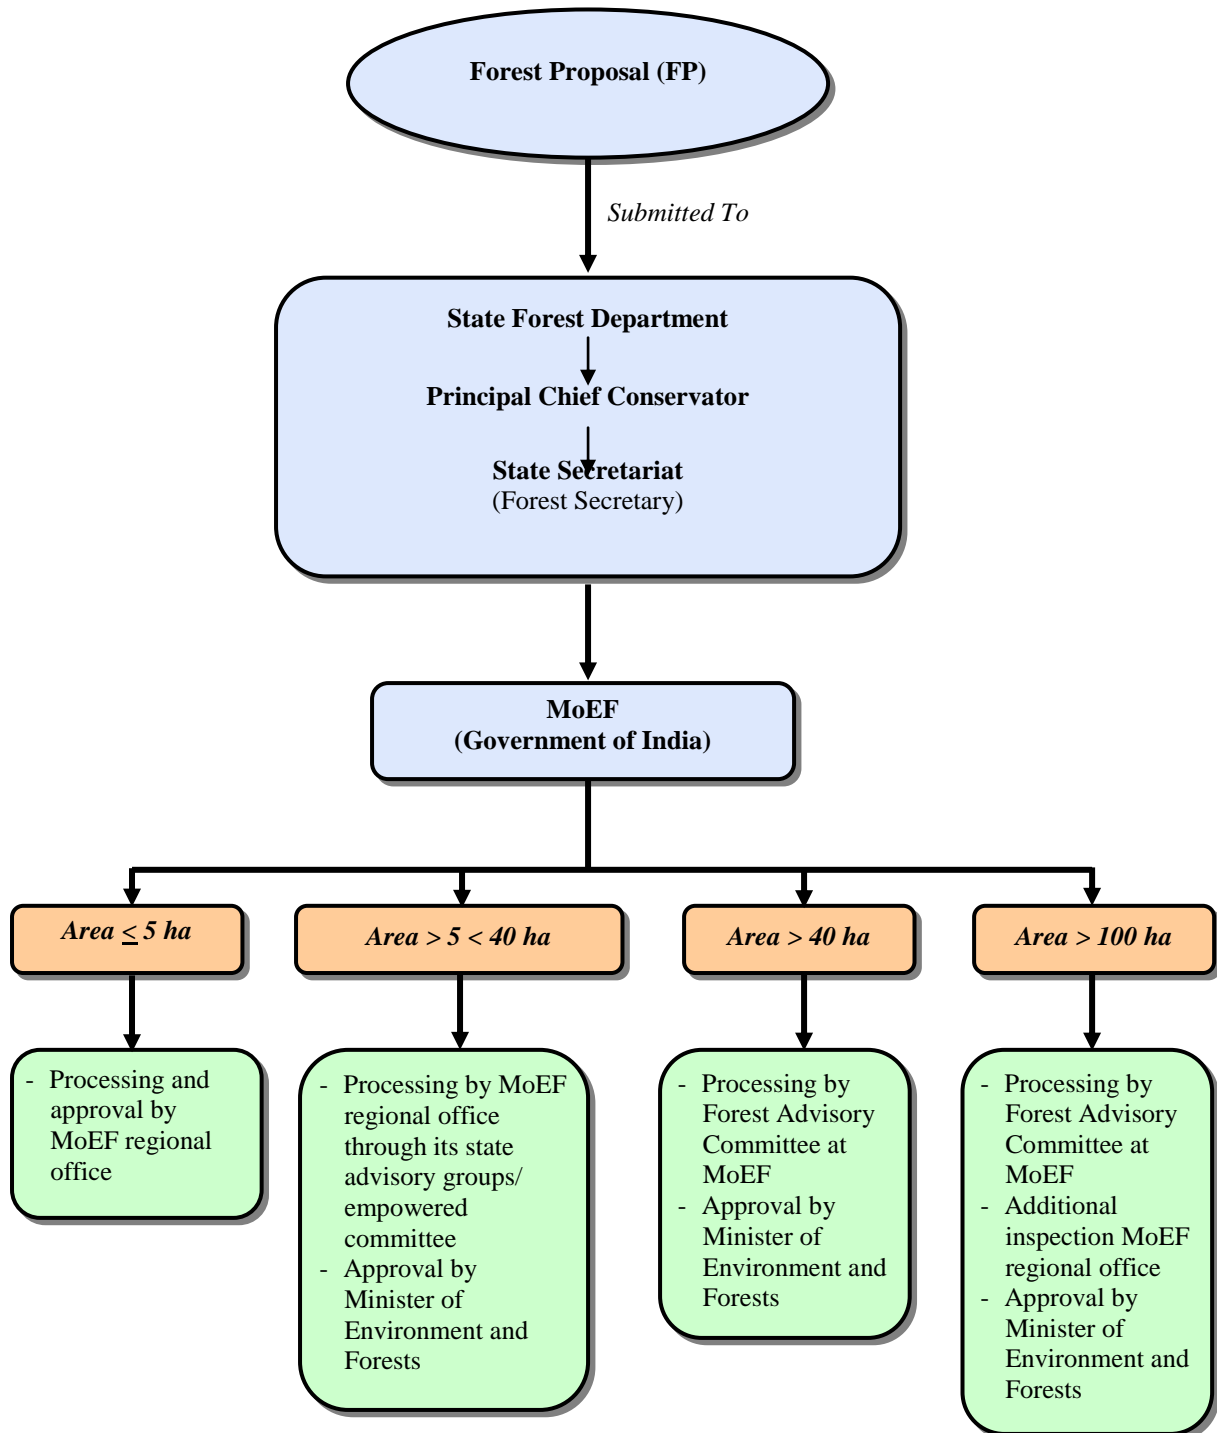 Forest Proposal (FP)
Submitted To
State Forest Department
Principal Chief Conservator
State Secretariat
(Forest Secretary)
MoEF
(Government of India)
Area ≤ 5 ha
Area > 5 < 40 ha
Area > 40 ha
Area > 100 ha
- Processing and
approval by
MoEF regional
office
- Processing by MoEF
regional office
through its state
advisory groups/
empowered
committee
- Approval by
Minister of
Environment and
Forests
- Processing by
Forest Advisory
Committee at
MoEF
- Approval by
Minister of
Environment and
Forests
- Processing by
Forest Advisory
Committee at
MoEF
- Additional
inspection MoEF
regional office
- Approval by
Minister of
Environment and
Forests